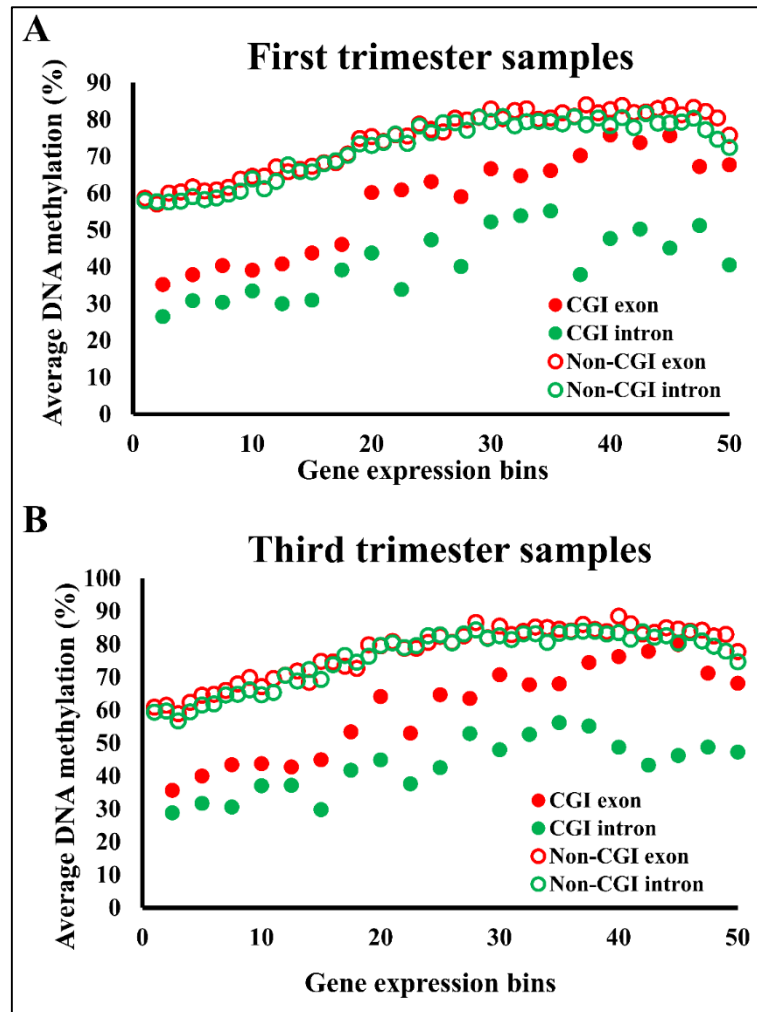 A
First trimester samples
Average DNA methylation (%)
90
80
70
60
50
40
30
20
10
0
CGI exon
CGI intron
Non-CGI exon
Non-CGI intron
0 10 20 30 40 50
Gene expression bins
B
Third trimester samples
Average DNA methylation (%)
100
90
80
70
60
50
40
30
20
10
0
CGI exon
CGI intron
Non-CGI exon
Non-CGI intron
0 10 20 30 40 50
Gene expression bins